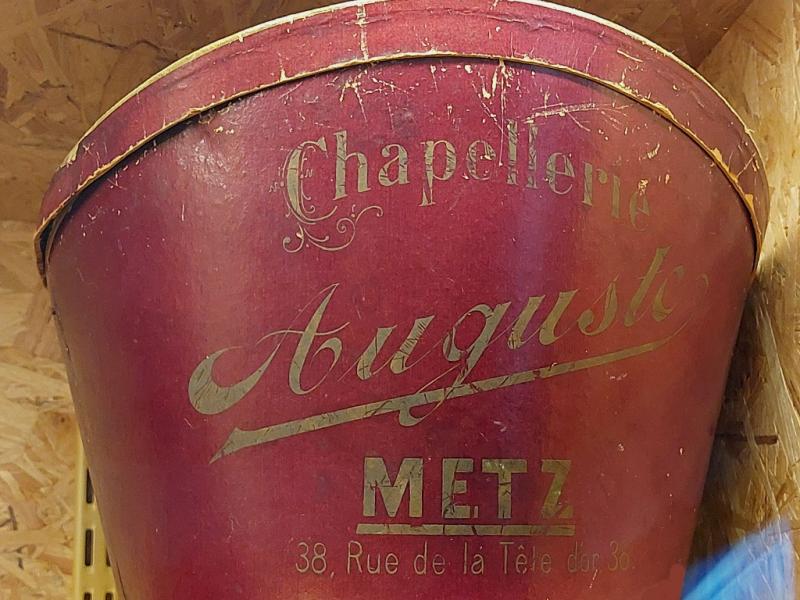 Chapellerie
Auguste
METZ
38, Rue de la Tête d'or 38.